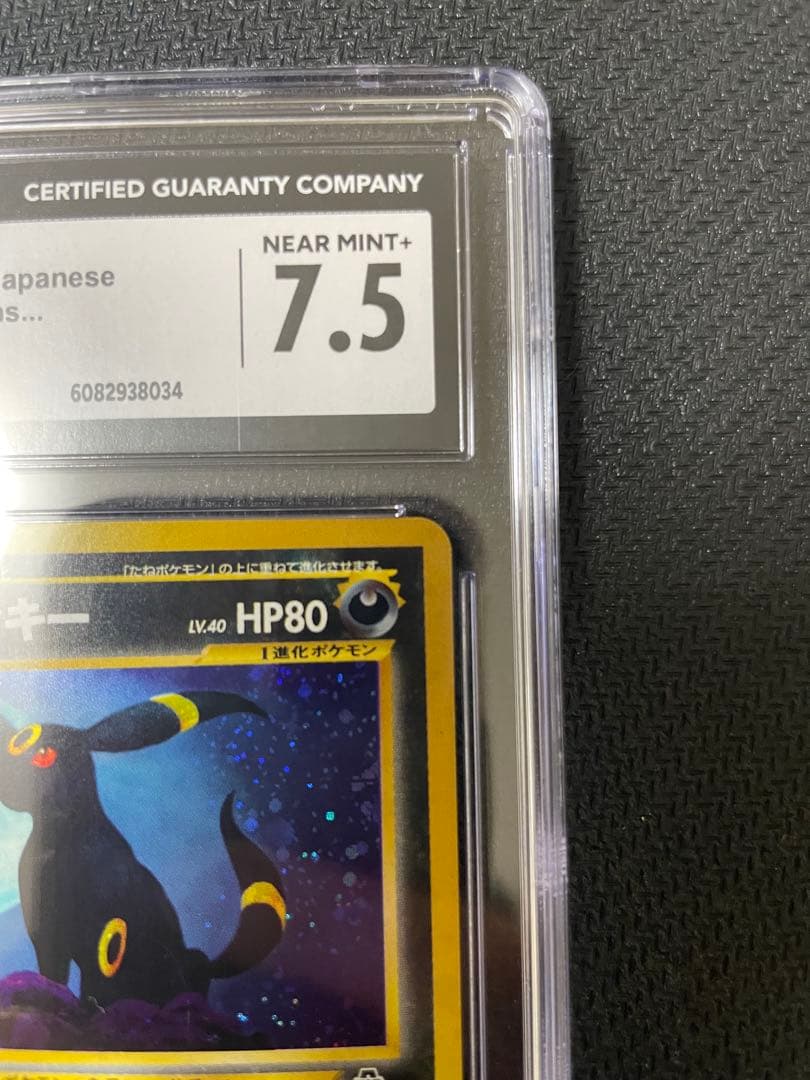 CERTIFIED GUARANTY COMPANY
NEAR MINT+
7.5
apanese
ns...
6082938034
「たねポケモン」の上に重ねて進化させます。
キー LV.40 HP80
1進化ポケモン